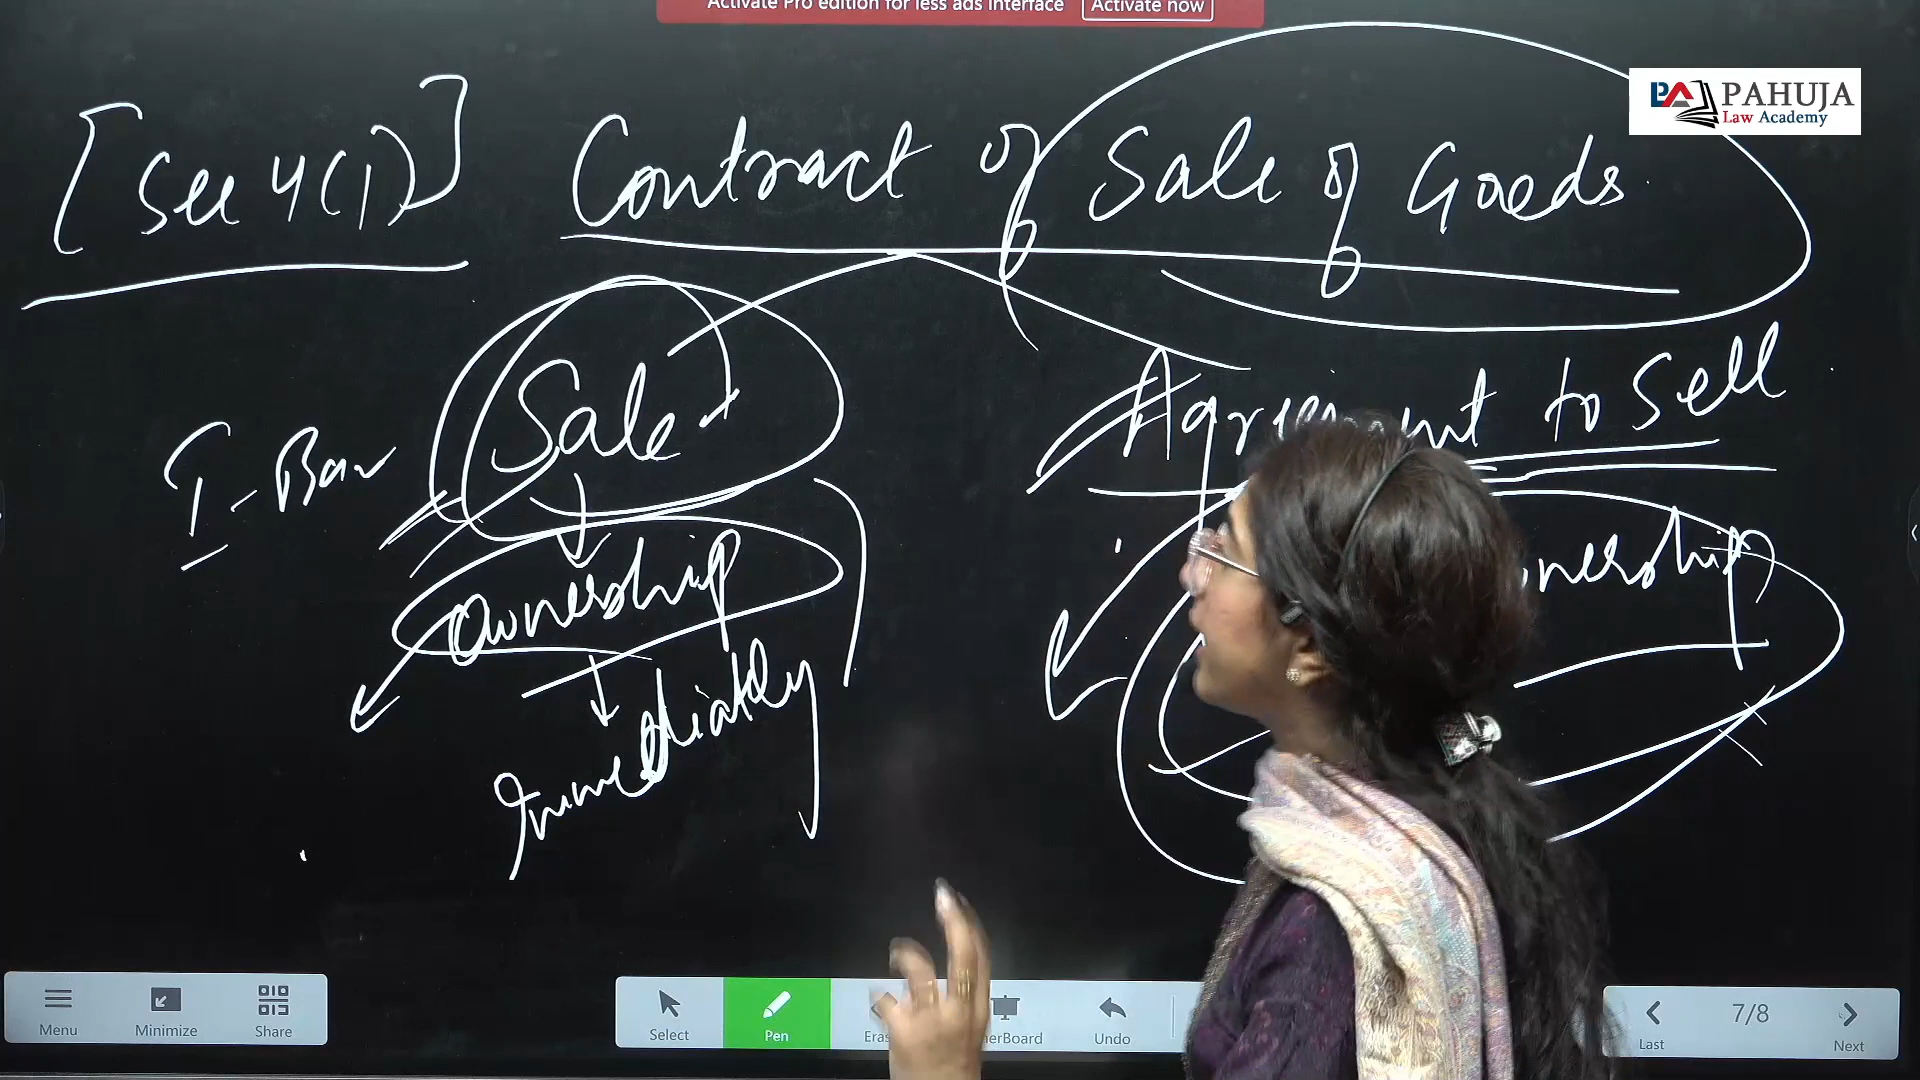 Activate Pro edition for less ads interface Activate now
PAHUJA
Law Academy
[Sec 4(1)] Contract of Sale of Goods
Sale Agreement to Sell
Ownership
Immediately
Menu Minimize Share Select Pen Undo Last 7/8 Next